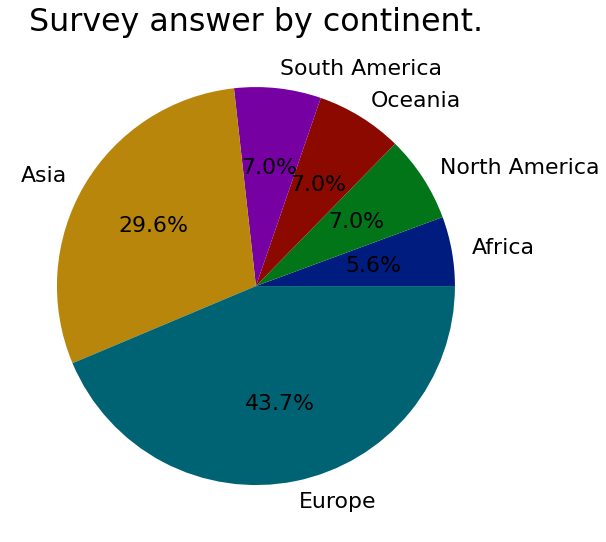 Survey answer by continent.
South America
Oceania
North America
Asia
Africa
7.0%
7.0%
7.0%
29.6%
5.6%
43.7%
Europe